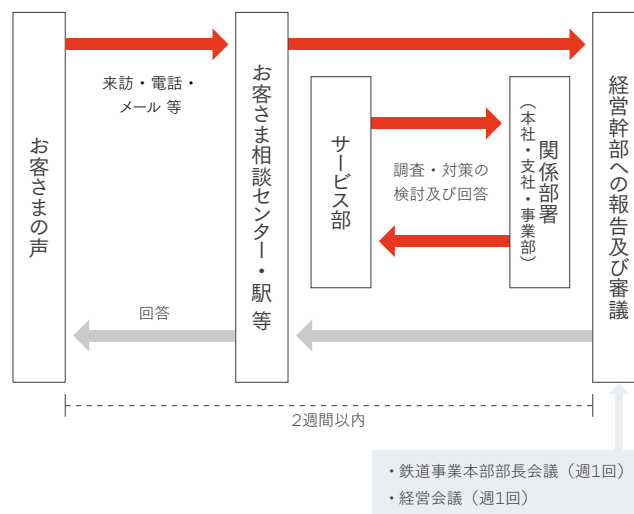 お客さまの声
来訪・電話・
メール 等
お客さま相談センター・駅 等
サービス部
調査・対策の
検討及び回答
関係部署
（本社・支社・事業部）
経営幹部への報告及び審議
回答
2週間以内
・鉄道事業本部部長会議（週1回）
・経営会議（週1回）